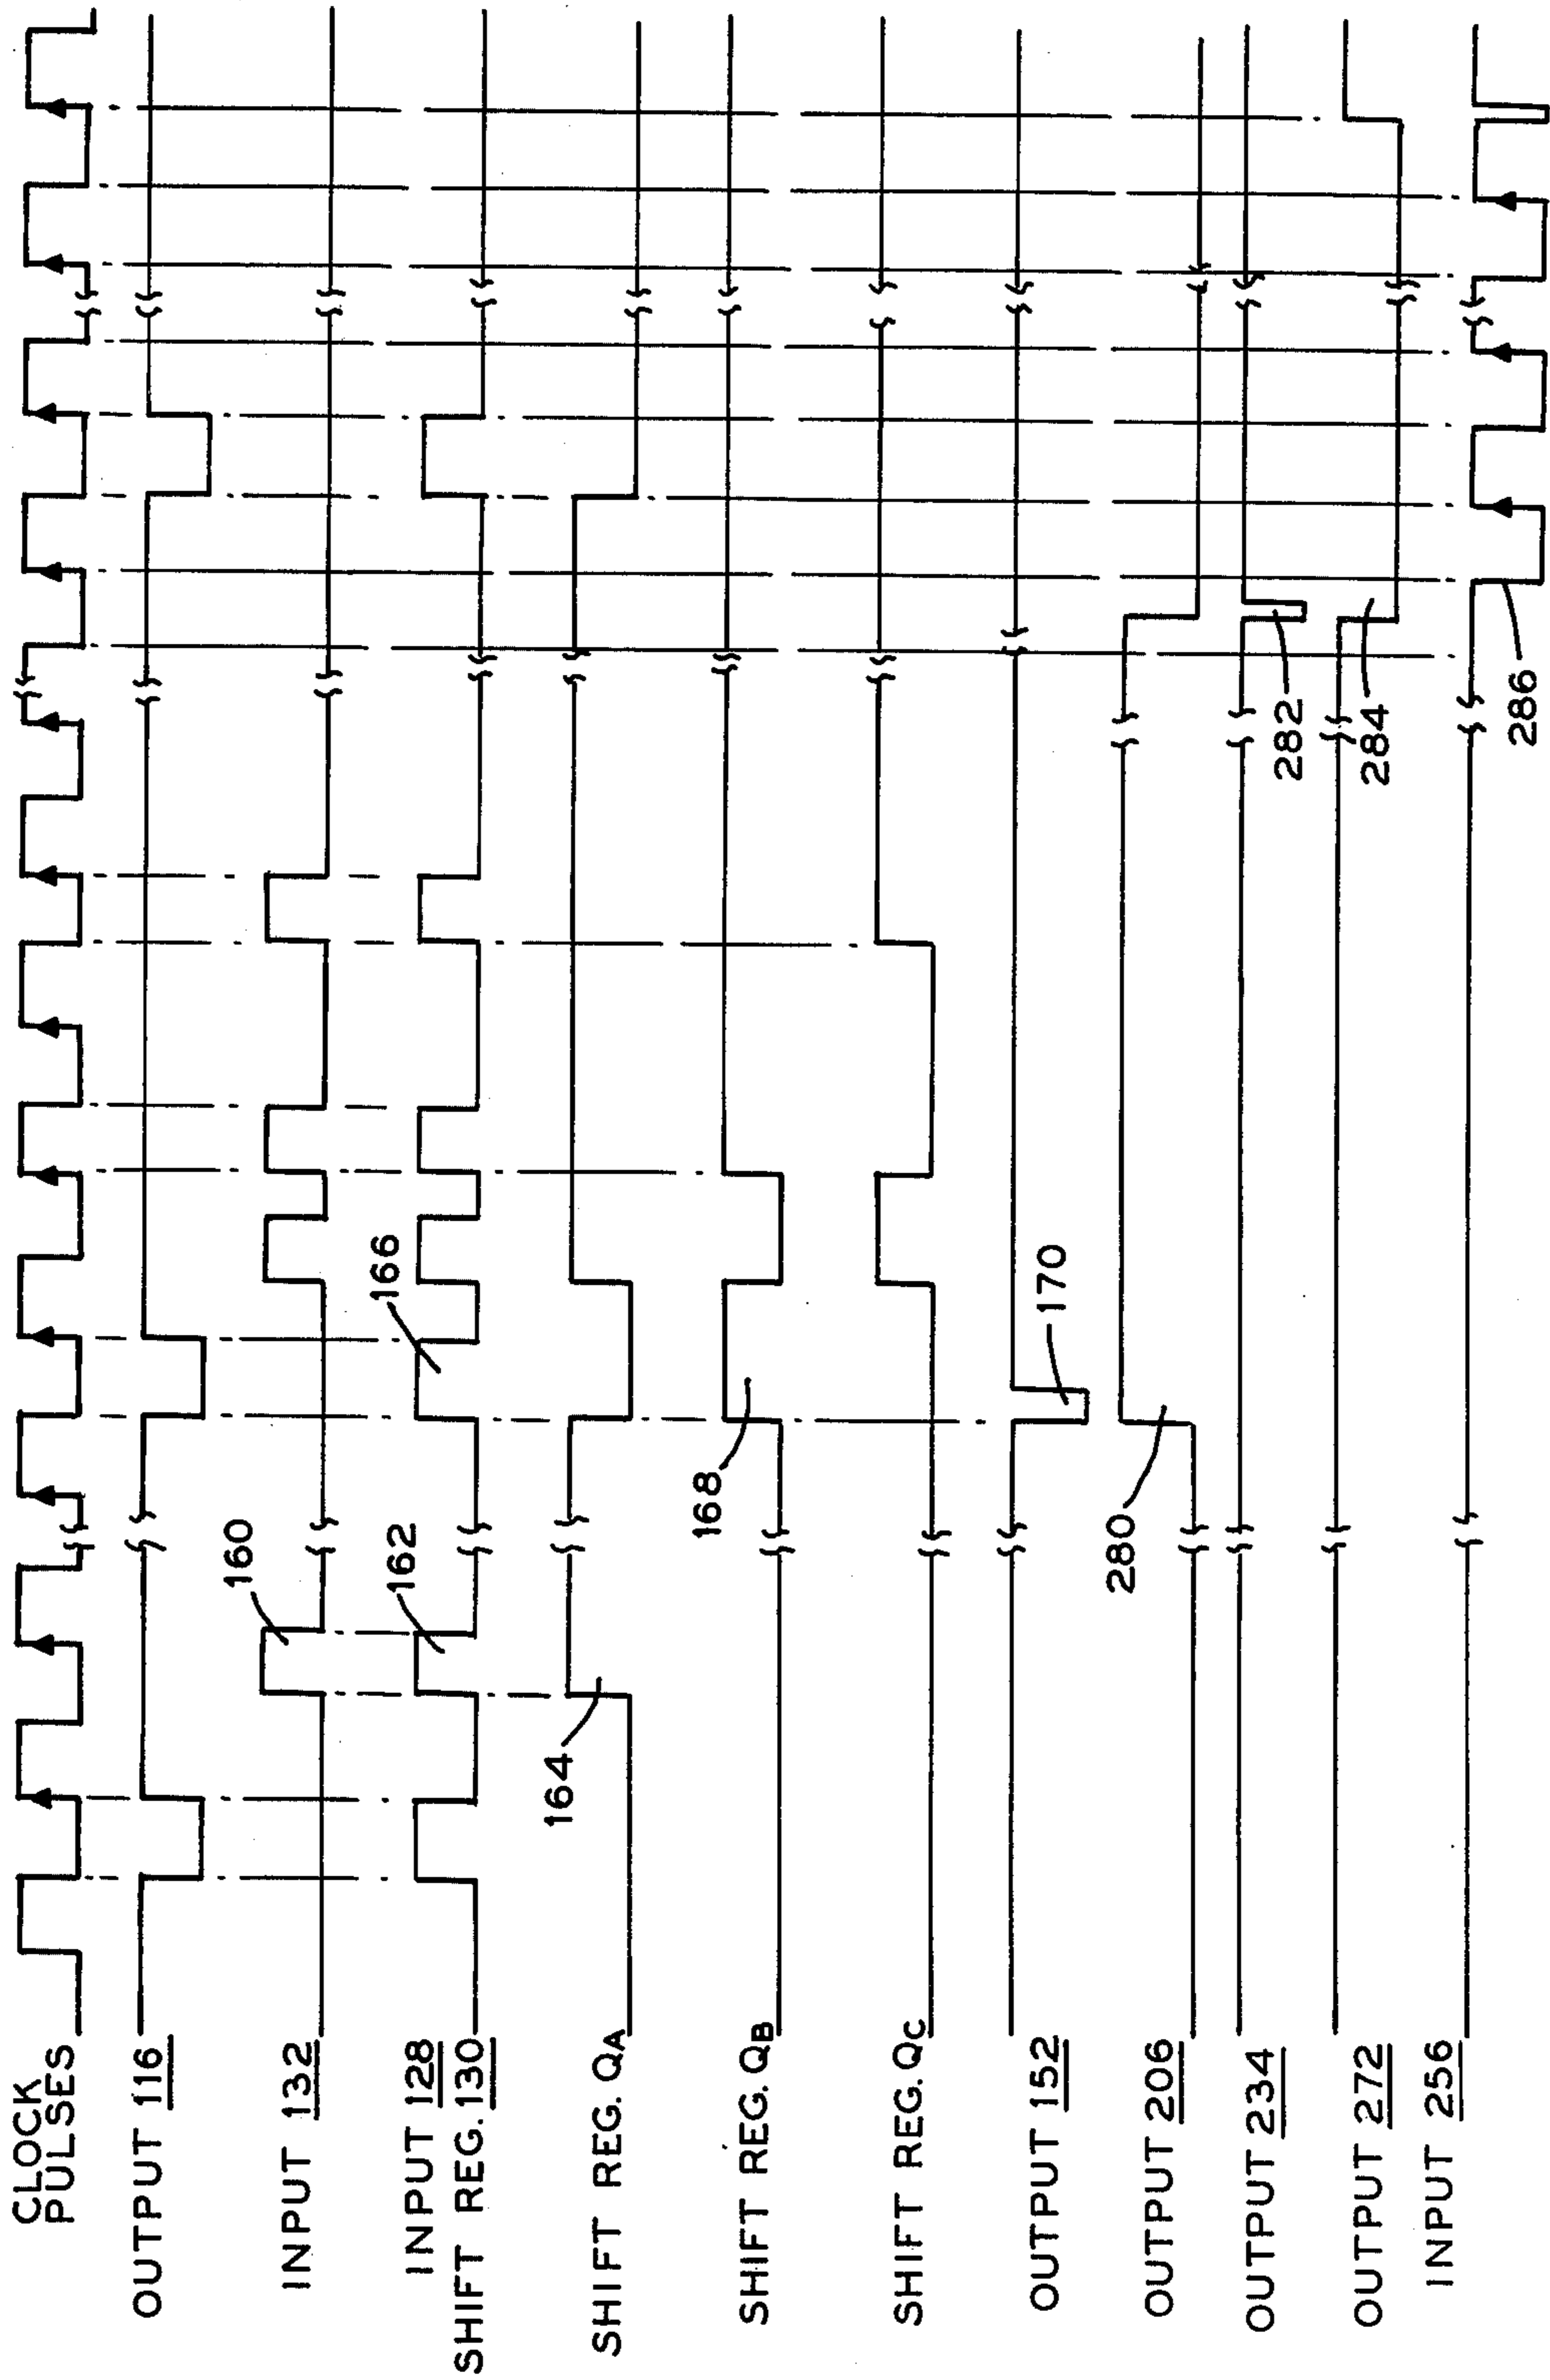 CLOCK
PULSES
OUTPUT 116
INPUT 132
INPUT 128
SHIFT REG. 130
SHIFT REG. QA
SHIFT REG. QB
SHIFT REG. QC
OUTPUT 152
OUTPUT 206
OUTPUT 234
OUTPUT 272
INPUT 256
160
162
164
166
168
170
280
282
284
286